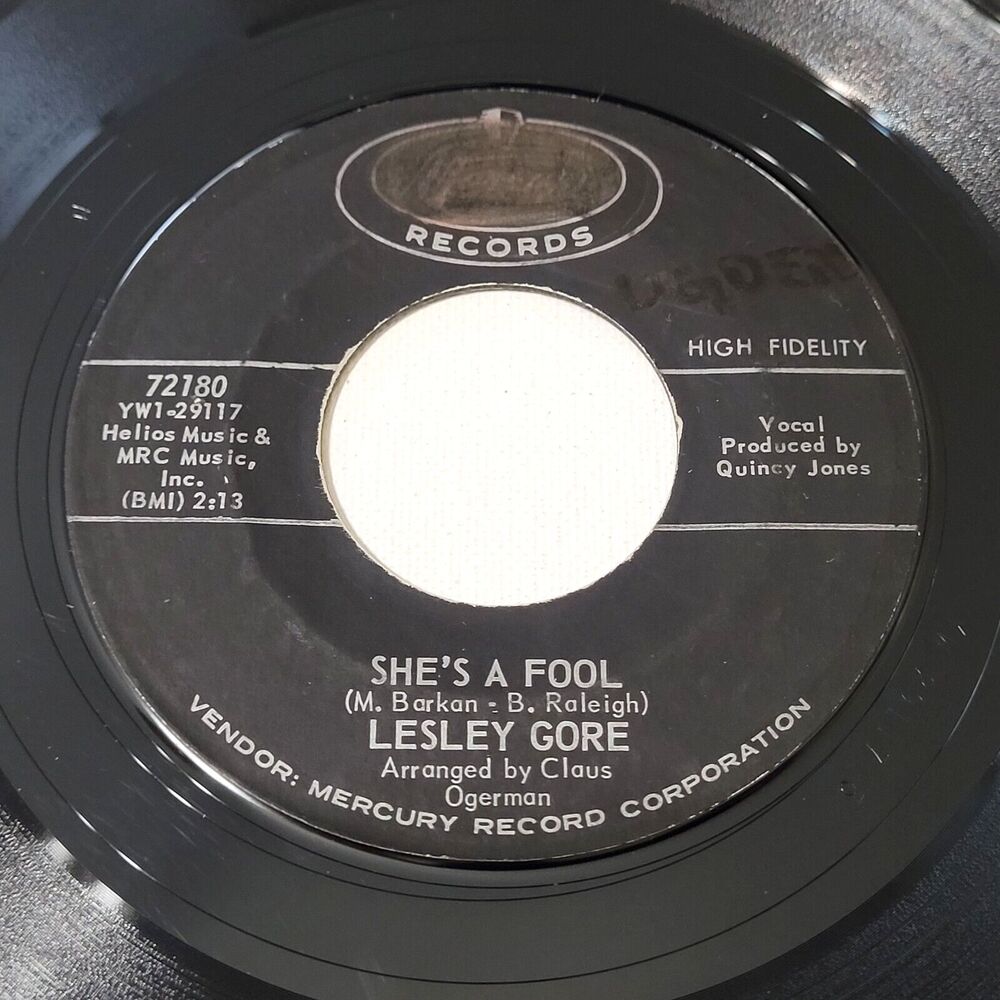 RECORDS
HIGH FIDELITY
72180
YW1-29117
Helios Music &
MRC Music,
Inc.
(BMI) 2:13
Vocal
Produced by
Quincy Jones
SHE'S A FOOL
(M. Barkan - B. Raleigh)
LESLEY GORE
Arranged by Claus
Ogerman
VENDOR: MERCURY RECORD CORPORATION